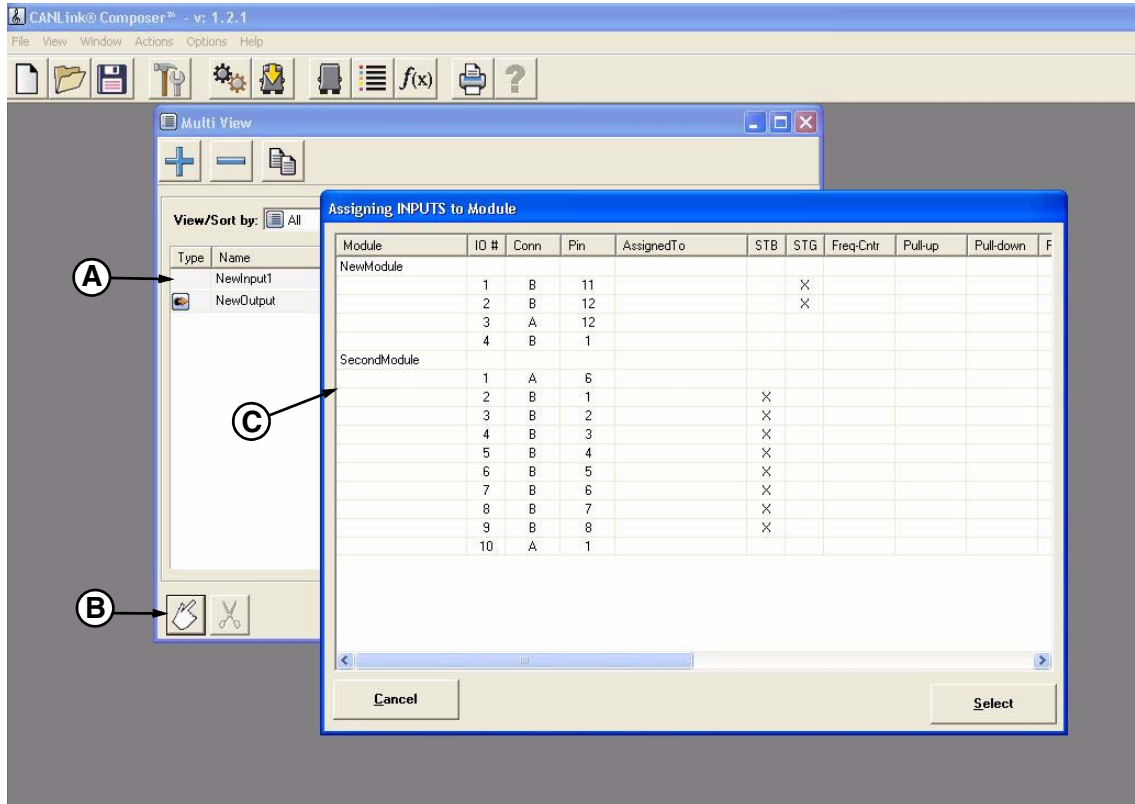 CANLink® Composer™ - v: 1.2.1
File View Window Actions Options Help
f(x) ?
Multi View
View/Sort by: All
Type Name
A
NewInput1
NewOutput
B
C
Assigning INPUTS to Module
Module IO # Conn Pin AssignedTo STB STG Freq-Cntr Pull-up Pull-down F
NewModule
1 B 11 X
2 B 12 X
3 A 12
4 B 1
SecondModule
1 A 6
2 B 1 X
3 B 2 X
4 B 3 X
5 B 4 X
6 B 5 X
7 B 6 X
8 B 7 X
9 B 8 X
10 A 1
Cancel
Select